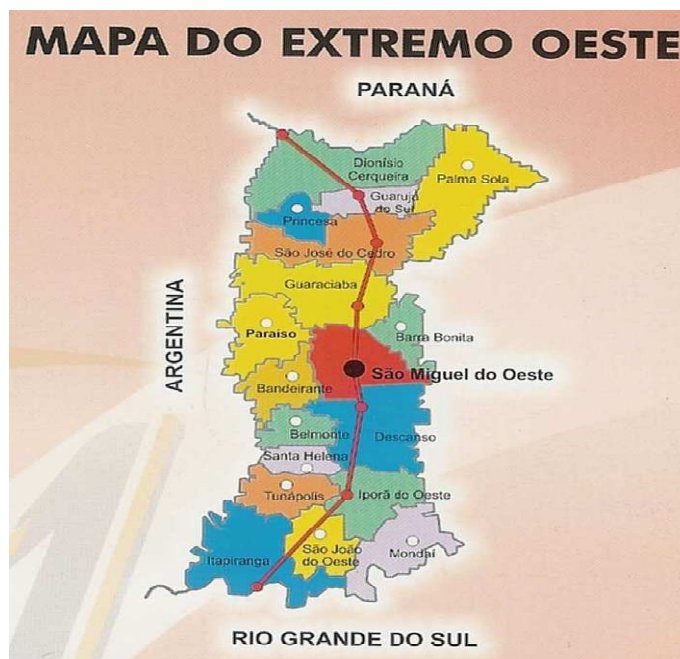 MAPA DO EXTREMO OESTE
PARANÁ
Dionísio
Cerqueira
Palma Sola
Guarujá
do Sul
Princesa
São José do Cedro
Guaraciaba
ARGENTINA
Paraíso
Barra Bonita
São Miguel do Oeste
Bandeirante
Belmonte
Descanso
Santa Helena
Tunápolis
Iporã do Oeste
São João
do Oeste
Mondaí
Itapiranga
RIO GRANDE DO SUL